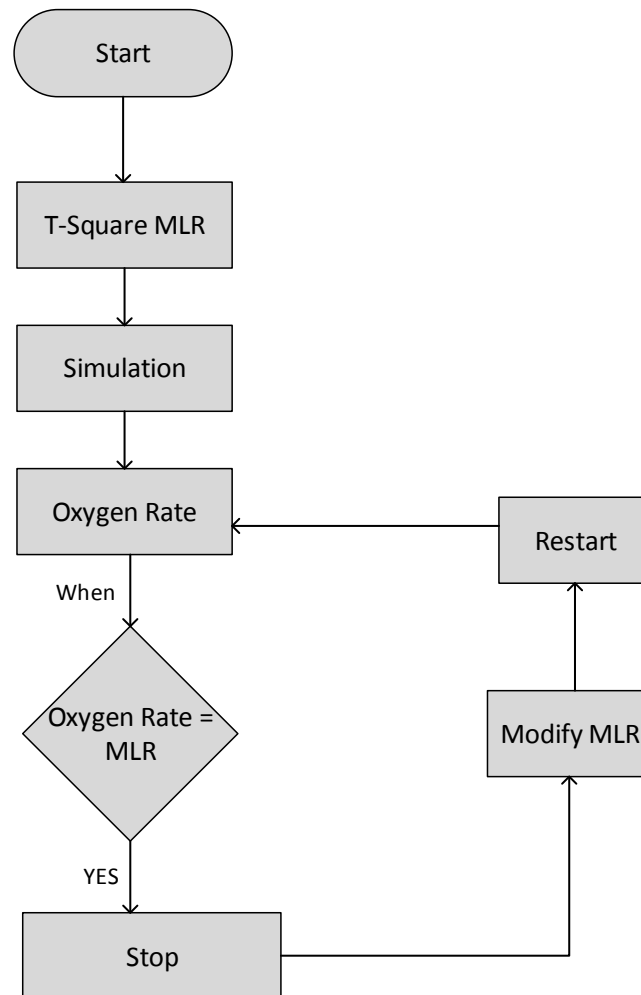 Start
T-Square MLR
Simulation
Oxygen Rate
When
Oxygen Rate =
MLR
YES
Stop
Modify MLR
Restart